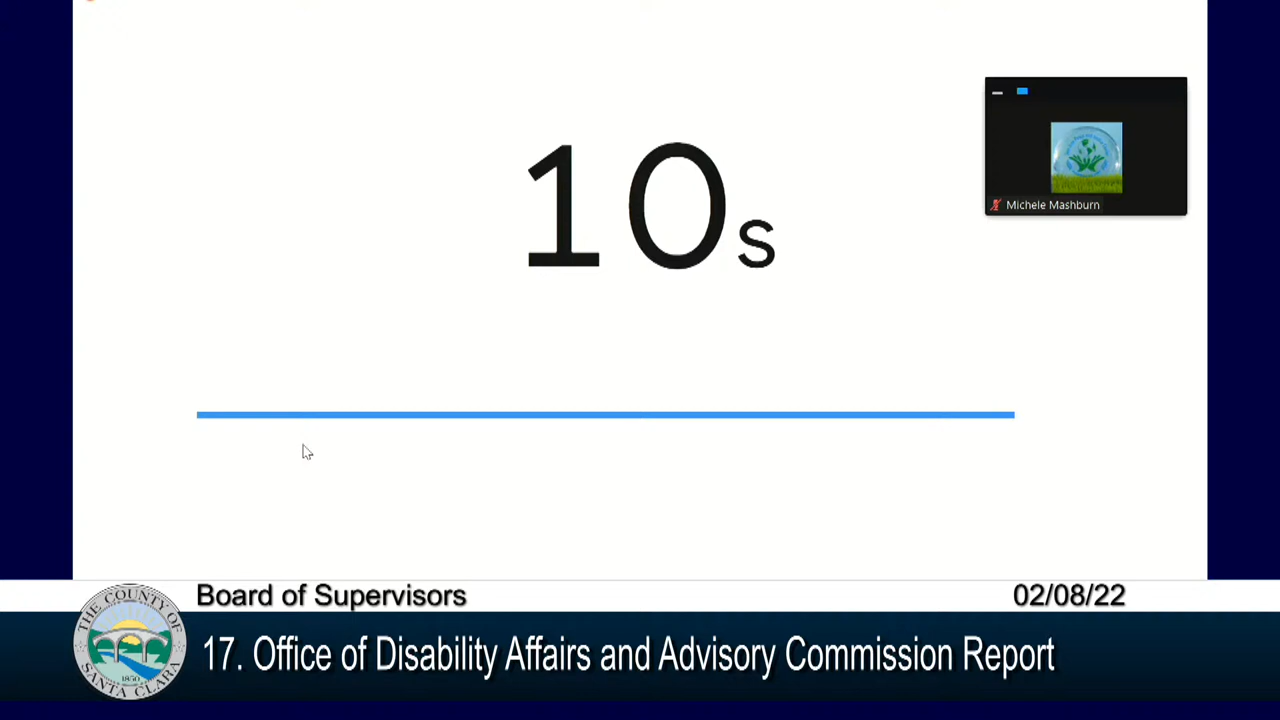 10s
Michele Mashburn
Board of Supervisors
02/08/22
THE COUNTY OF
SANTA CLARA
1850
17. Office of Disability Affairs and Advisory Commission Report